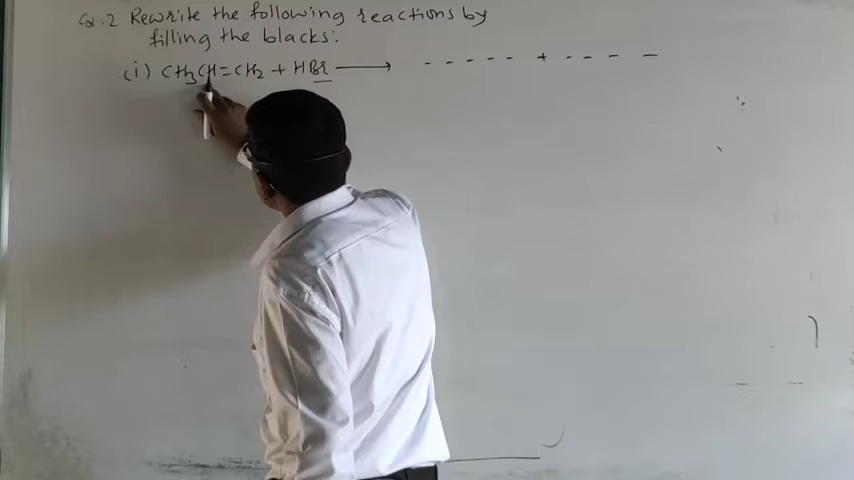 Q.2 Rewrite the following reactions by
filling the blacks:
(i) CH₃CH=CH₂ + HBr ⟶ ----- + ----